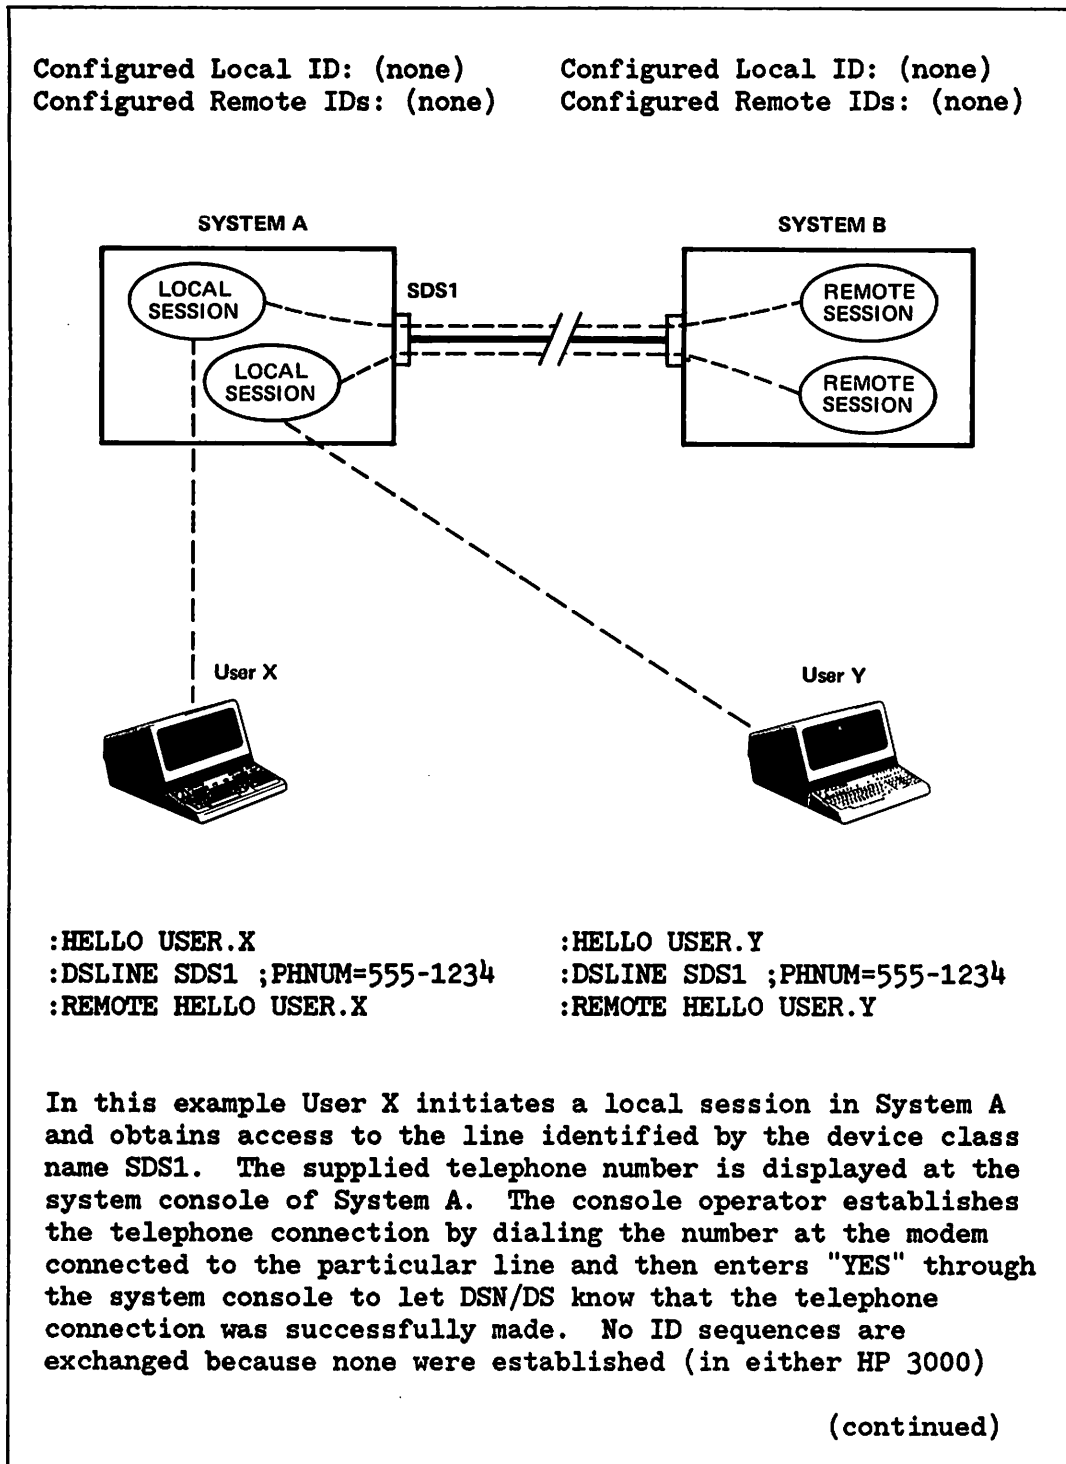 Configured Local ID: (none)
Configured Remote IDs: (none)
Configured Local ID: (none)
Configured Remote IDs: (none)
SYSTEM A
SYSTEM B
LOCAL
SESSION
SDS1
REMOTE
SESSION
LOCAL
SESSION
REMOTE
SESSION
User X
User Y
:HELLO USER.X
:DSLINE SDS1 ;PHNUM=555-1234
:REMOTE HELLO USER.X
:HELLO USER.Y
:DSLINE SDS1 ;PHNUM=555-1234
:REMOTE HELLO USER.Y
In this example User X initiates a local session in System A
and obtains access to the line identified by the device class
name SDS1. The supplied telephone number is displayed at the
system console of System A. The console operator establishes
the telephone connection by dialing the number at the modem
connected to the particular line and then enters "YES" through
the system console to let DSN/DS know that the telephone
connection was successfully made. No ID sequences are
exchanged because none were established (in either HP 3000)
(continued)